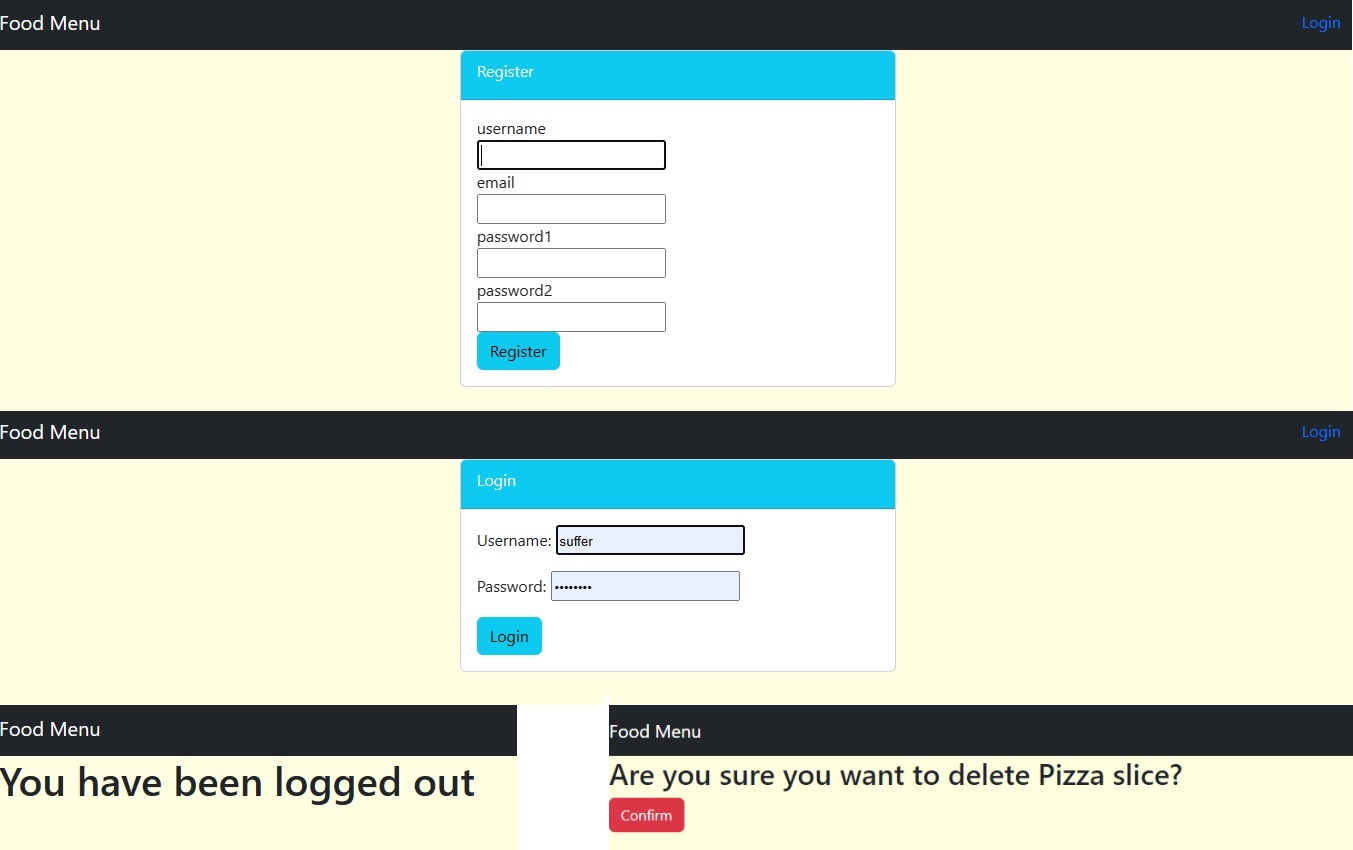 Food Menu Login
Register
username
email
password1
password2
Register
Food Menu Login
Login
Username: suffer
Password: ••••••••
Login
Food Menu
You have been logged out
Food Menu
Are you sure you want to delete Pizza slice?
Confirm